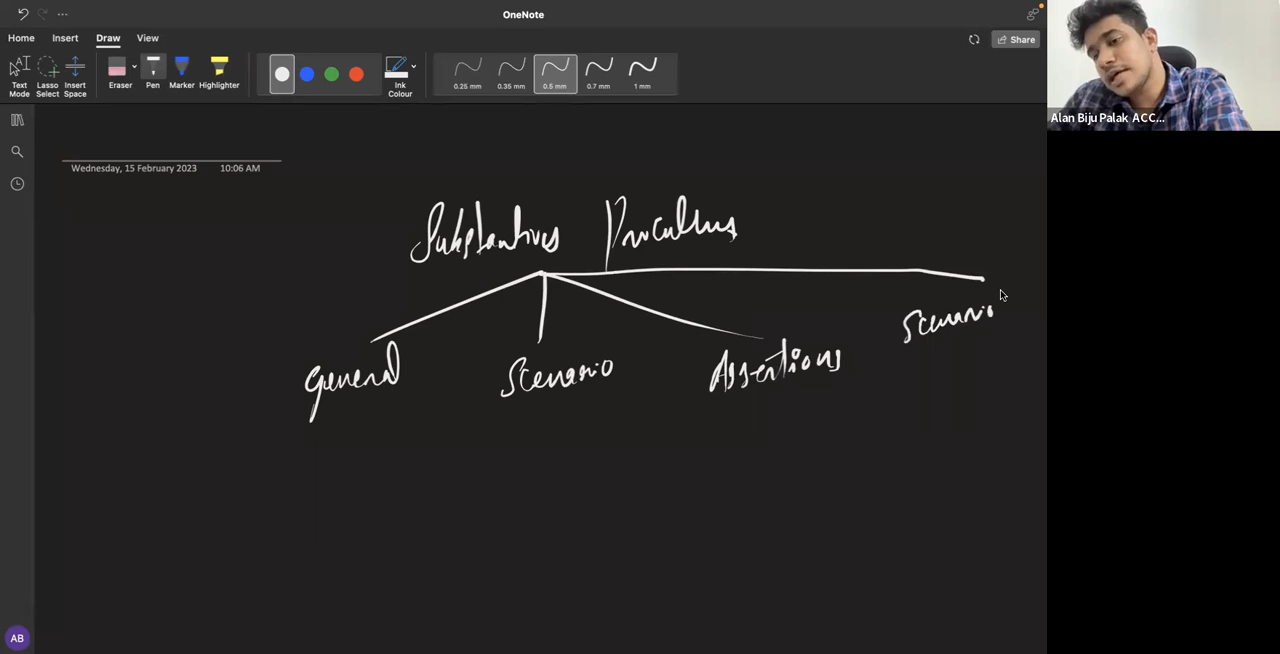 OneNote
Home Insert Draw View
Share
Text Mode
Lasso Select
Insert Space
Eraser
Pen
Marker
Highlighter
Ink Colour
0.25 mm
0.35 mm
0.5 mm
0.7 mm
1 mm
Alan Biju Palak ACC...
Wednesday, 15 February 2023 10:06 AM
Substantives Procedures
General
Scenario
Assertions
Scenario
AB